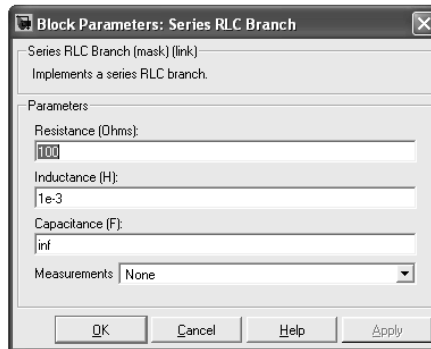 Block Parameters: Series RLC Branch
Series RLC Branch (mask) (link)
Implements a series RLC branch.
Parameters
Resistance (Ohms):
100
Inductance (H):
1e-3
Capacitance (F):
inf
Measurements None
OK Cancel Help Apply